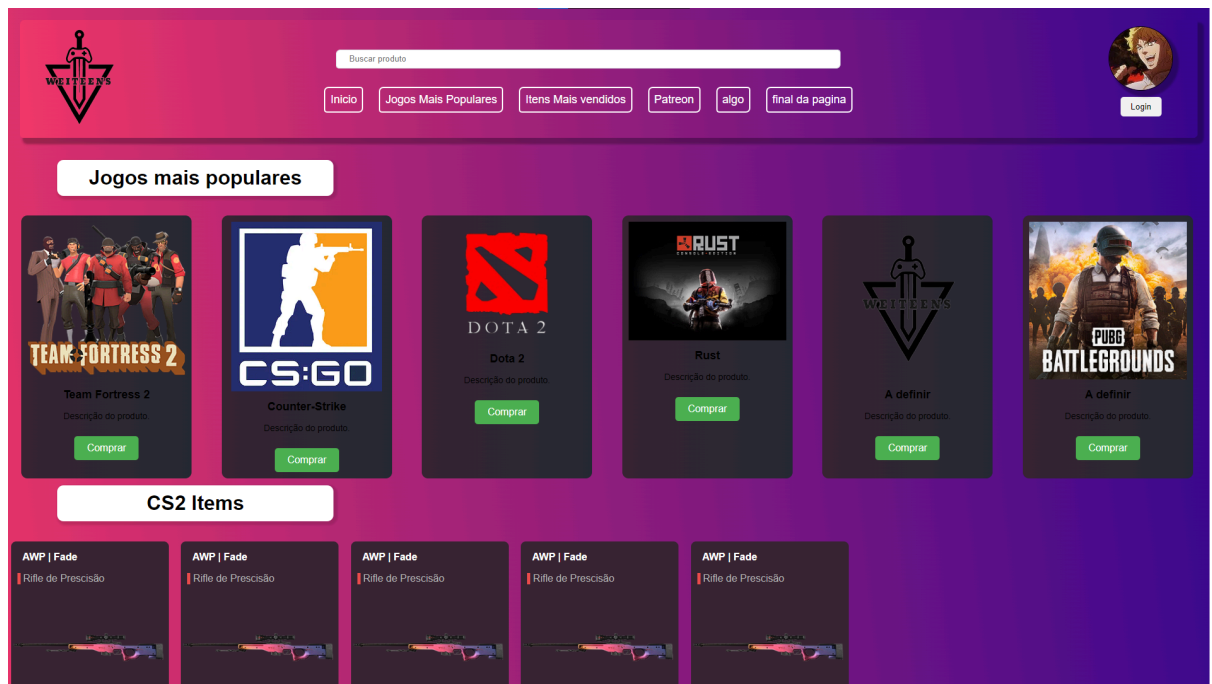 WEITEENS
Buscar produto
Inicio Jogos Mais Populares Itens Mais vendidos Patreon algo final da pagina
Login
Jogos mais populares
TEAM FORTRESS 2
Team Fortress 2
Descrição do produto.
Comprar
CS:GO
Counter-Strike
Descrição do produto.
Comprar
DOTA 2
Dota 2
Descrição do produto.
Comprar
RUST
CONSOLE EDITION
Rust
Descrição do produto.
Comprar
WEITEENS
A definir
Descrição do produto.
Comprar
PUBG
BATTLEGROUNDS
A definir
Descrição do produto.
Comprar
CS2 Items
AWP | Fade
Rifle de Prescisão
AWP | Fade
Rifle de Prescisão
AWP | Fade
Rifle de Prescisão
AWP | Fade
Rifle de Prescisão
AWP | Fade
Rifle de Prescisão